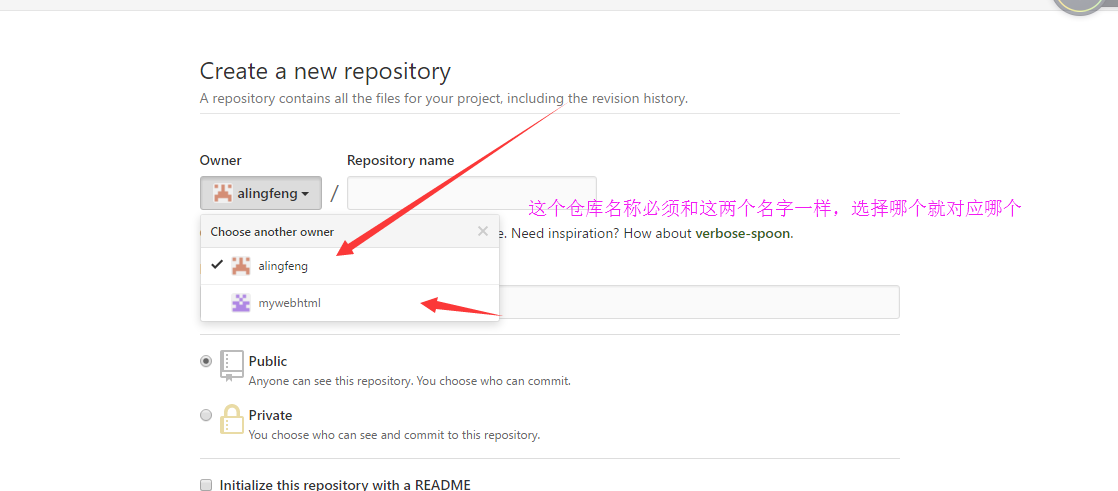 Create a new repository
A repository contains all the files for your project, including the revision history.
Owner
Repository name
alingfeng
/
这个仓库名称必须和这两个名字一样，选择哪个就对应哪个
Choose another owner
e. Need inspiration? How about verbose-spoon.
alingfeng
mywebhtml
Public
Anyone can see this repository. You choose who can commit.
Private
You choose who can see and commit to this repository.
Initialize this repository with a README